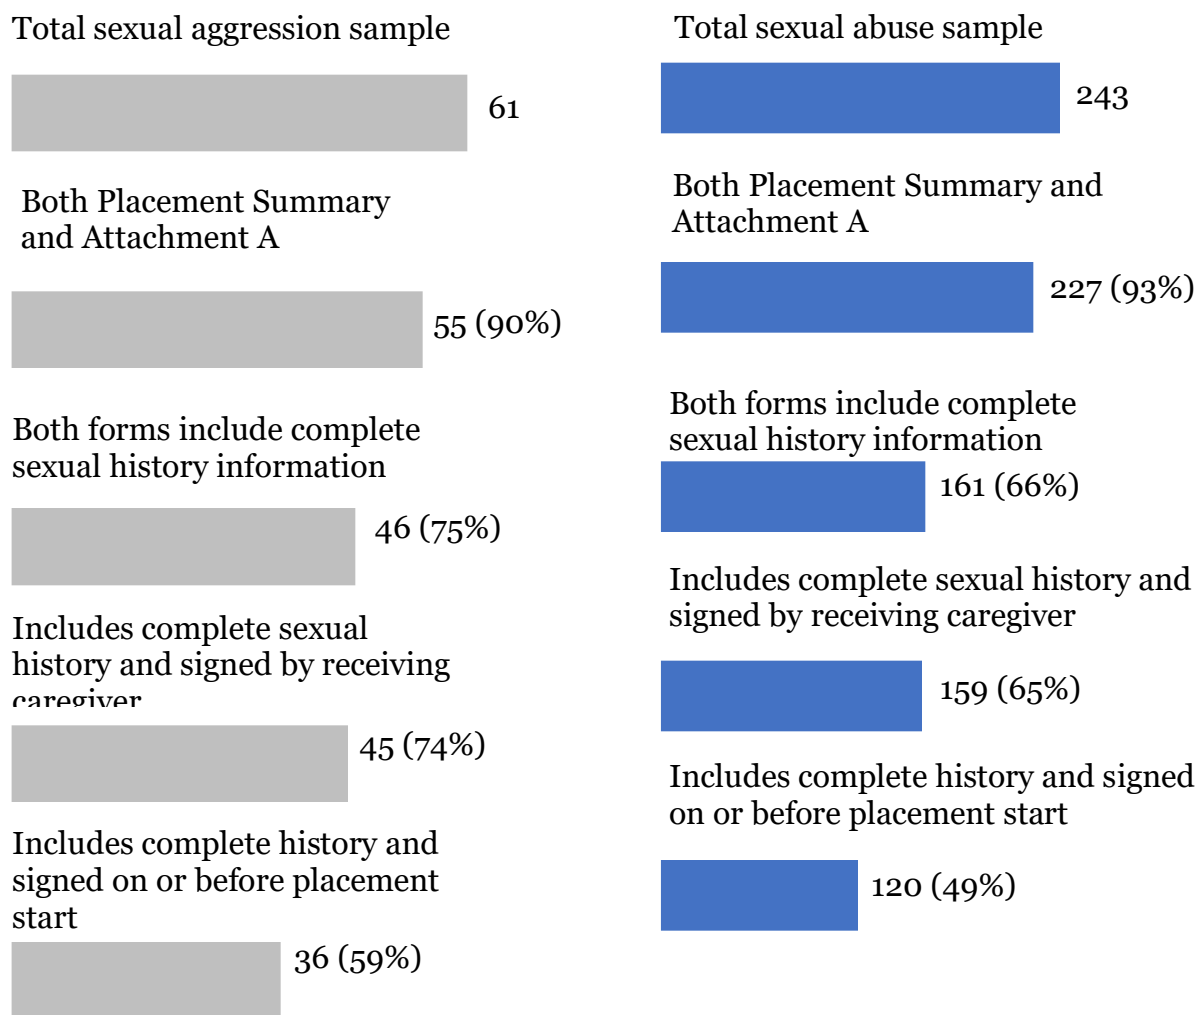 Total sexual aggression sample
61
Both Placement Summary
and Attachment A
55 (90%)
Both forms include complete
sexual history information
46 (75%)
Includes complete sexual
history and signed by receiving
caregiver
45 (74%)
Includes complete history and
signed on or before placement
start
36 (59%)
Total sexual abuse sample
243
Both Placement Summary and
Attachment A
227 (93%)
Both forms include complete
sexual history information
161 (66%)
Includes complete sexual history and
signed by receiving caregiver
159 (65%)
Includes complete history and signed
on or before placement start
120 (49%)